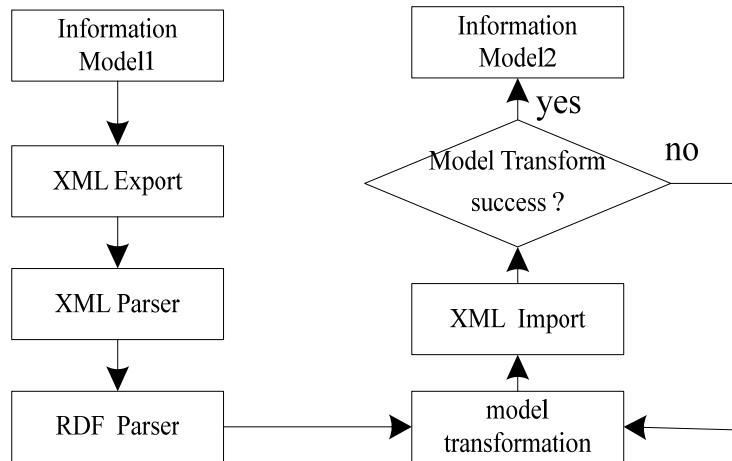 Information
Model1
XML Export
XML Parser
RDF Parser
Information
Model2
yes
Model Transform
success ?
no
XML Import
model
transformation